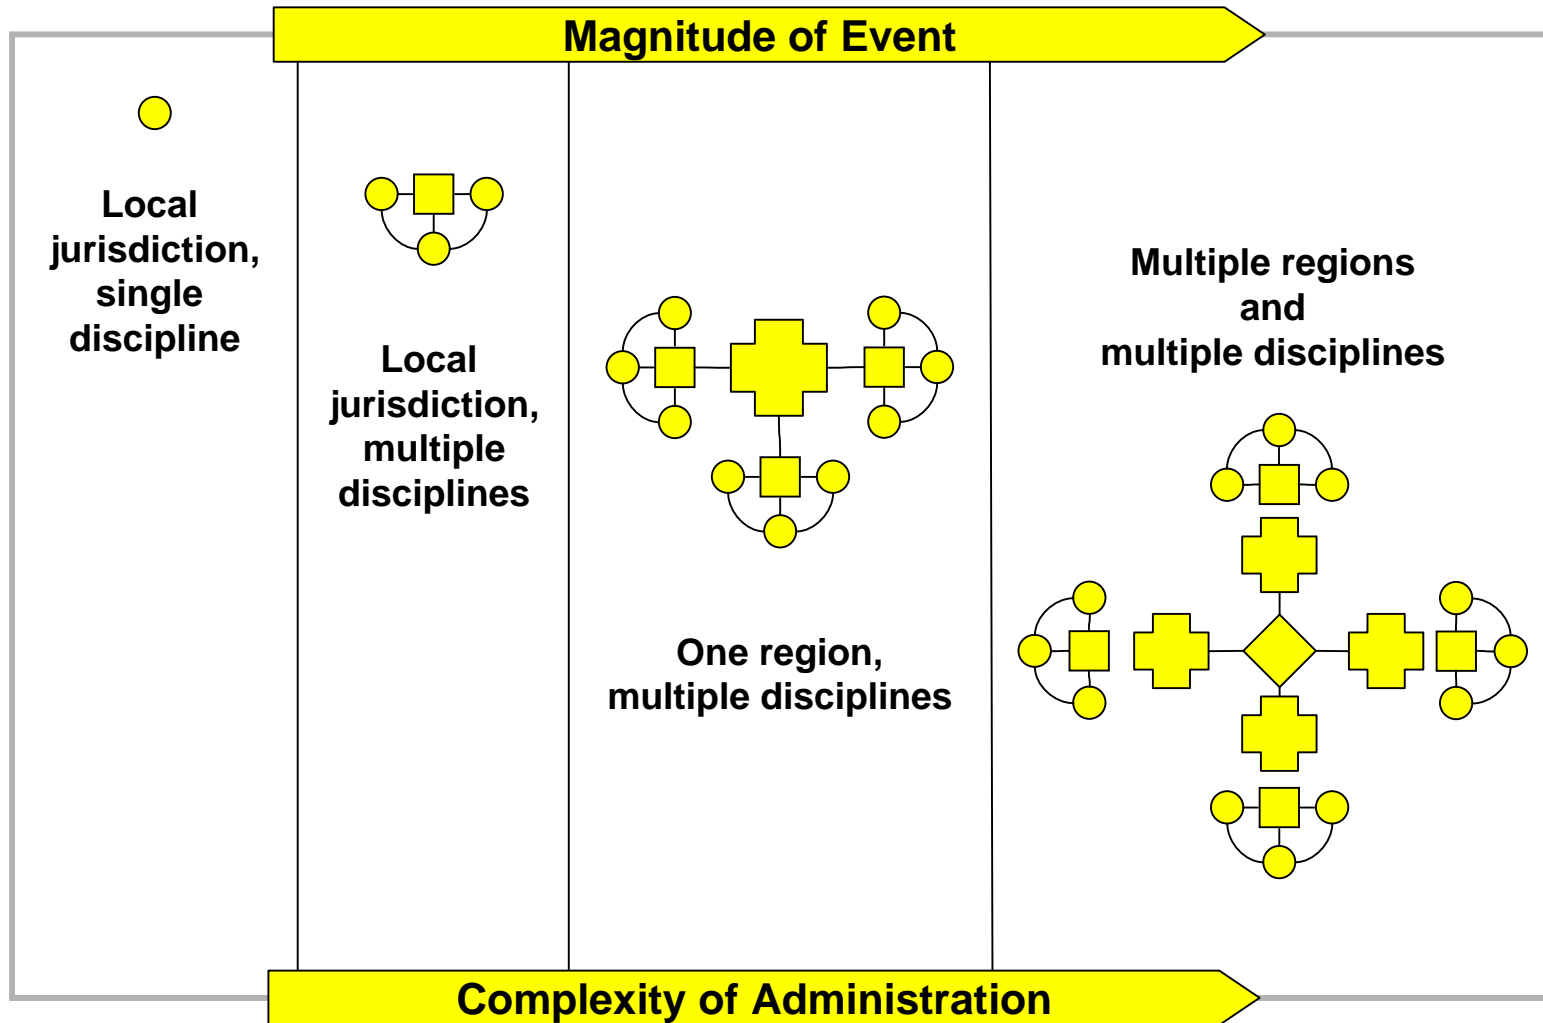 Magnitude of Event
Local
jurisdiction,
single
discipline
Local
jurisdiction,
multiple
disciplines
One region,
multiple disciplines
Multiple regions
and
multiple disciplines
Complexity of Administration